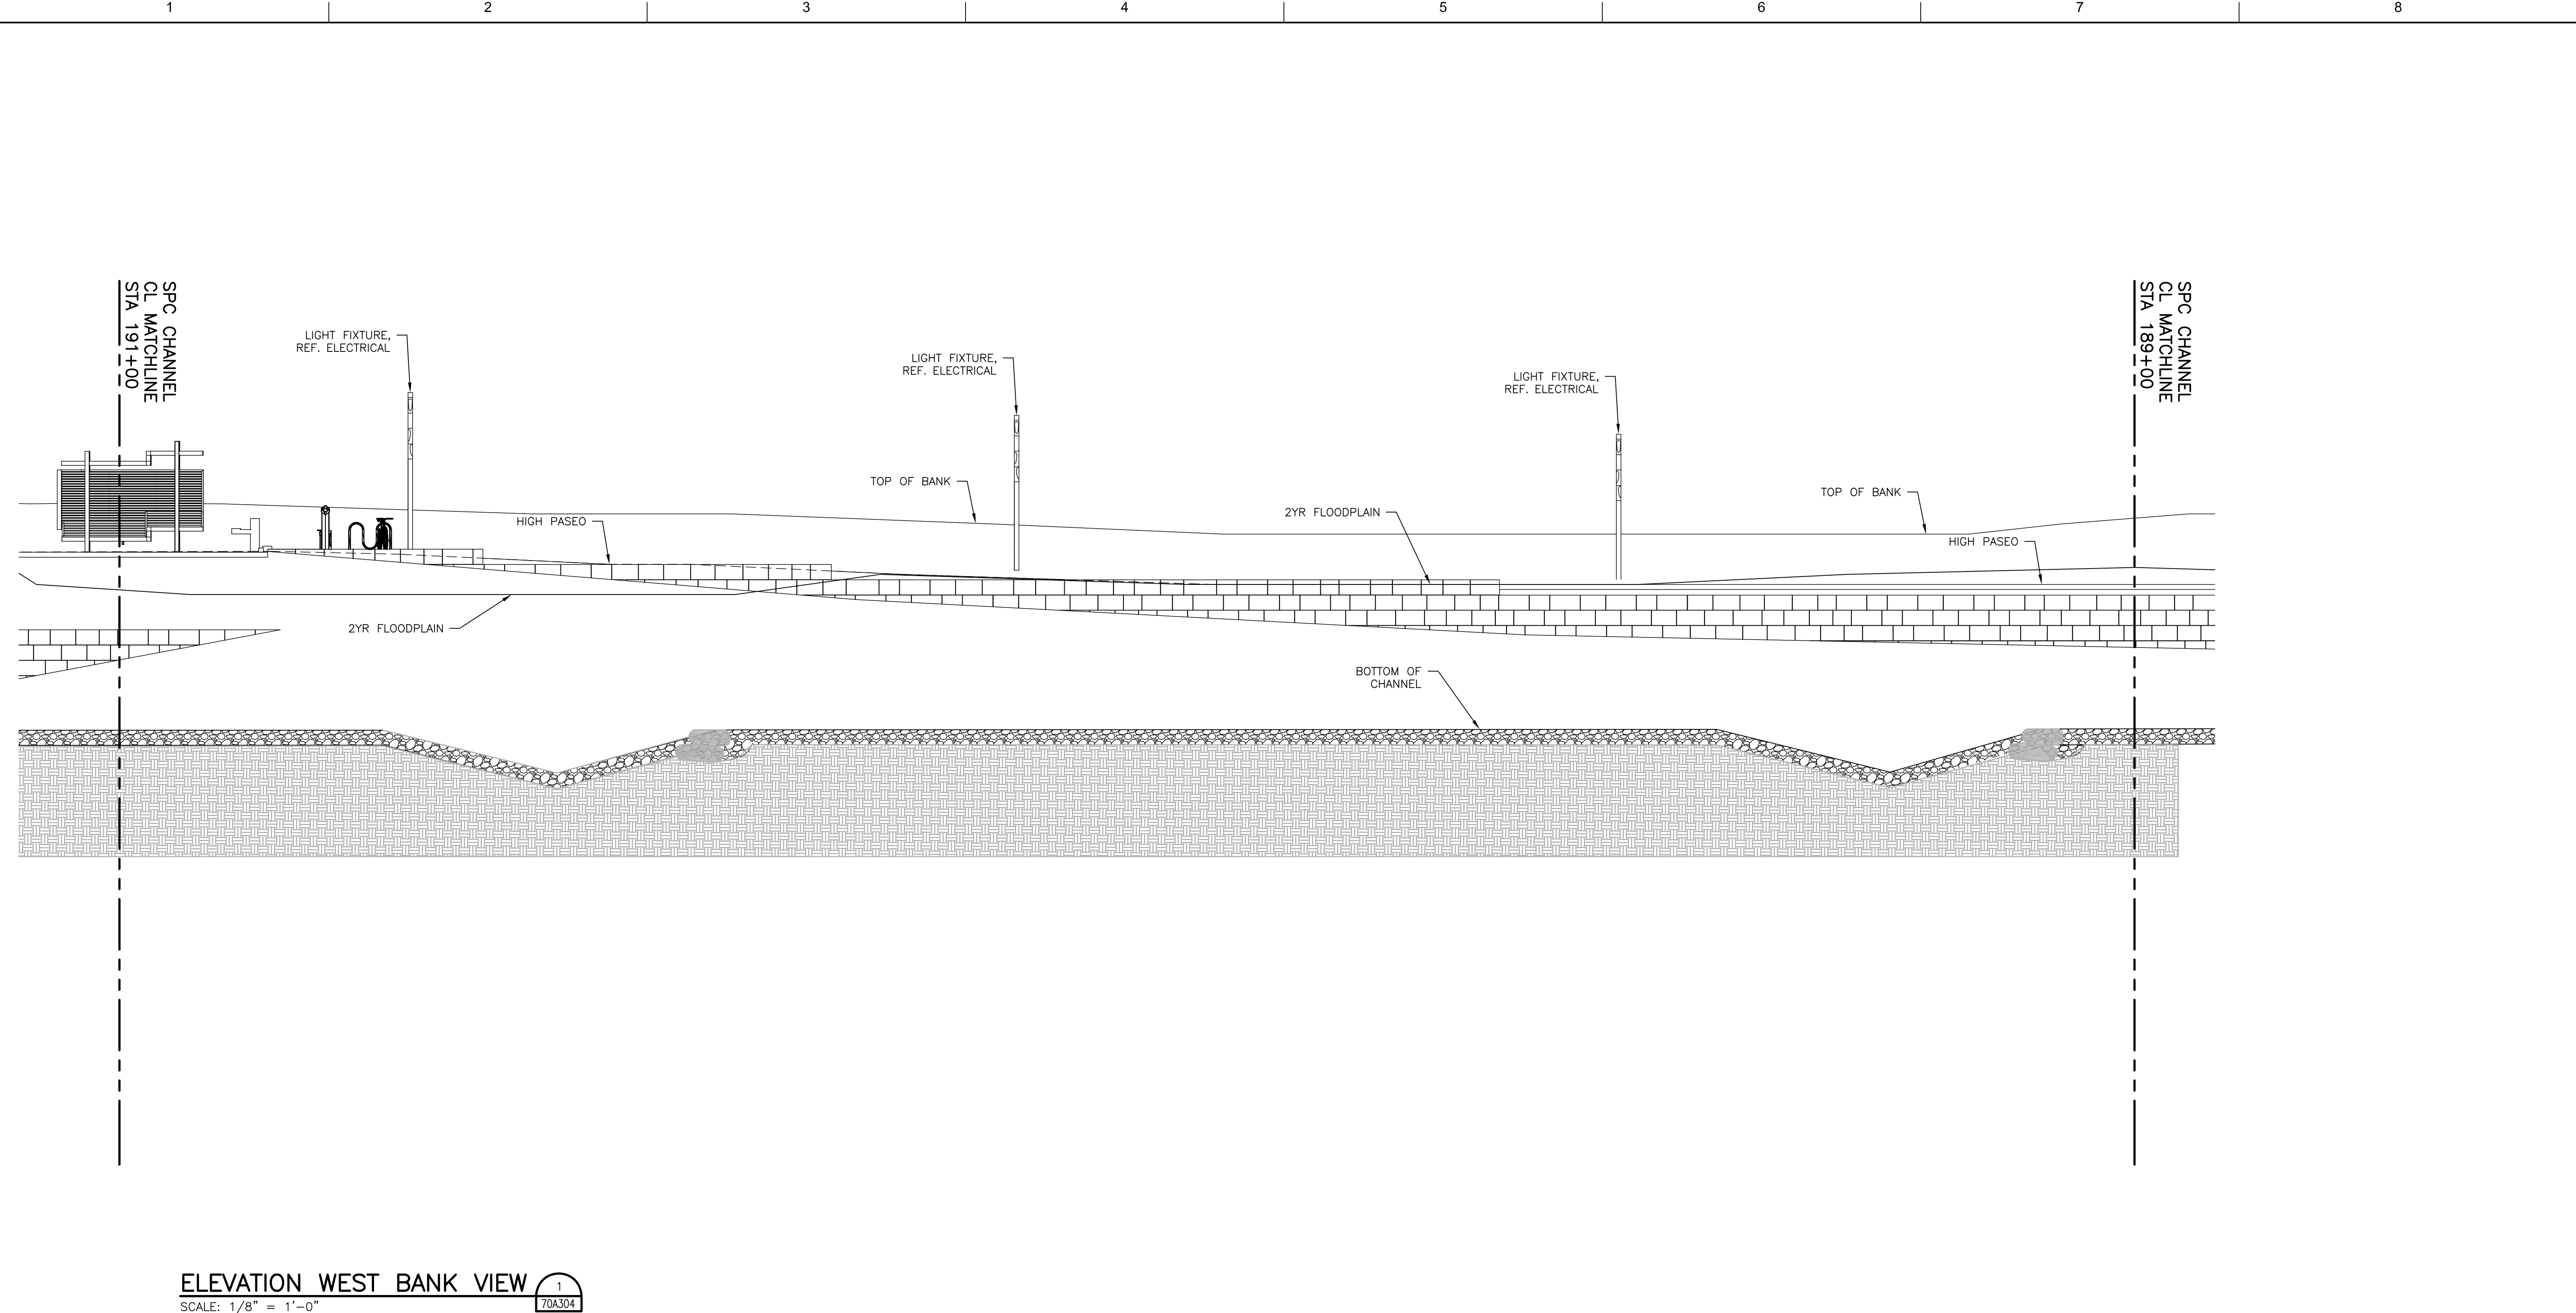 1 2 3 4 5 6 7 8
SPC CHANNEL
CL MATCHLINE
STA 191+00
SPC CHANNEL
CL MATCHLINE
STA 189+00
LIGHT FIXTURE,
REF. ELECTRICAL
LIGHT FIXTURE,
REF. ELECTRICAL
LIGHT FIXTURE,
REF. ELECTRICAL
TOP OF BANK
TOP OF BANK
2YR FLOODPLAIN
HIGH PASEO
HIGH PASEO
2YR FLOODPLAIN
BOTTOM OF
CHANNEL
ELEVATION WEST BANK VIEW
1
70A304
SCALE: 1/8" = 1'-0"